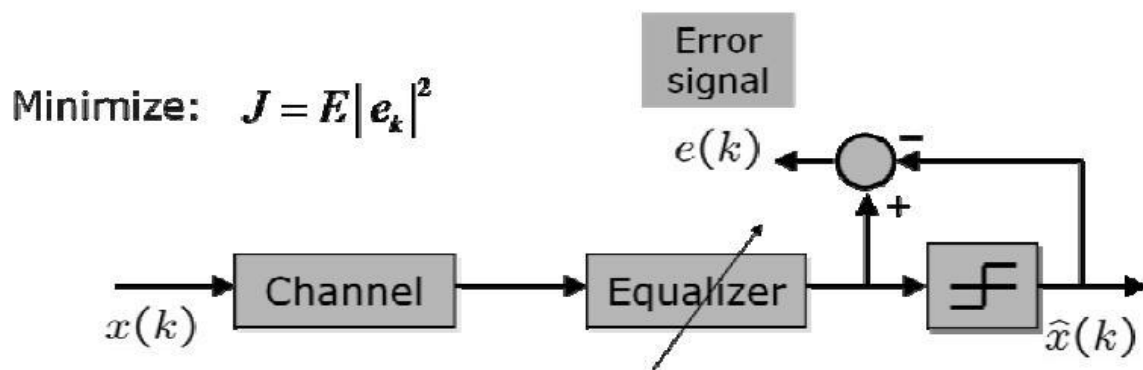 Error
signal
Minimize: J = E|e_k|^2
e(k)
−
+
Channel
Equalizer
x(k)
x̂(k)